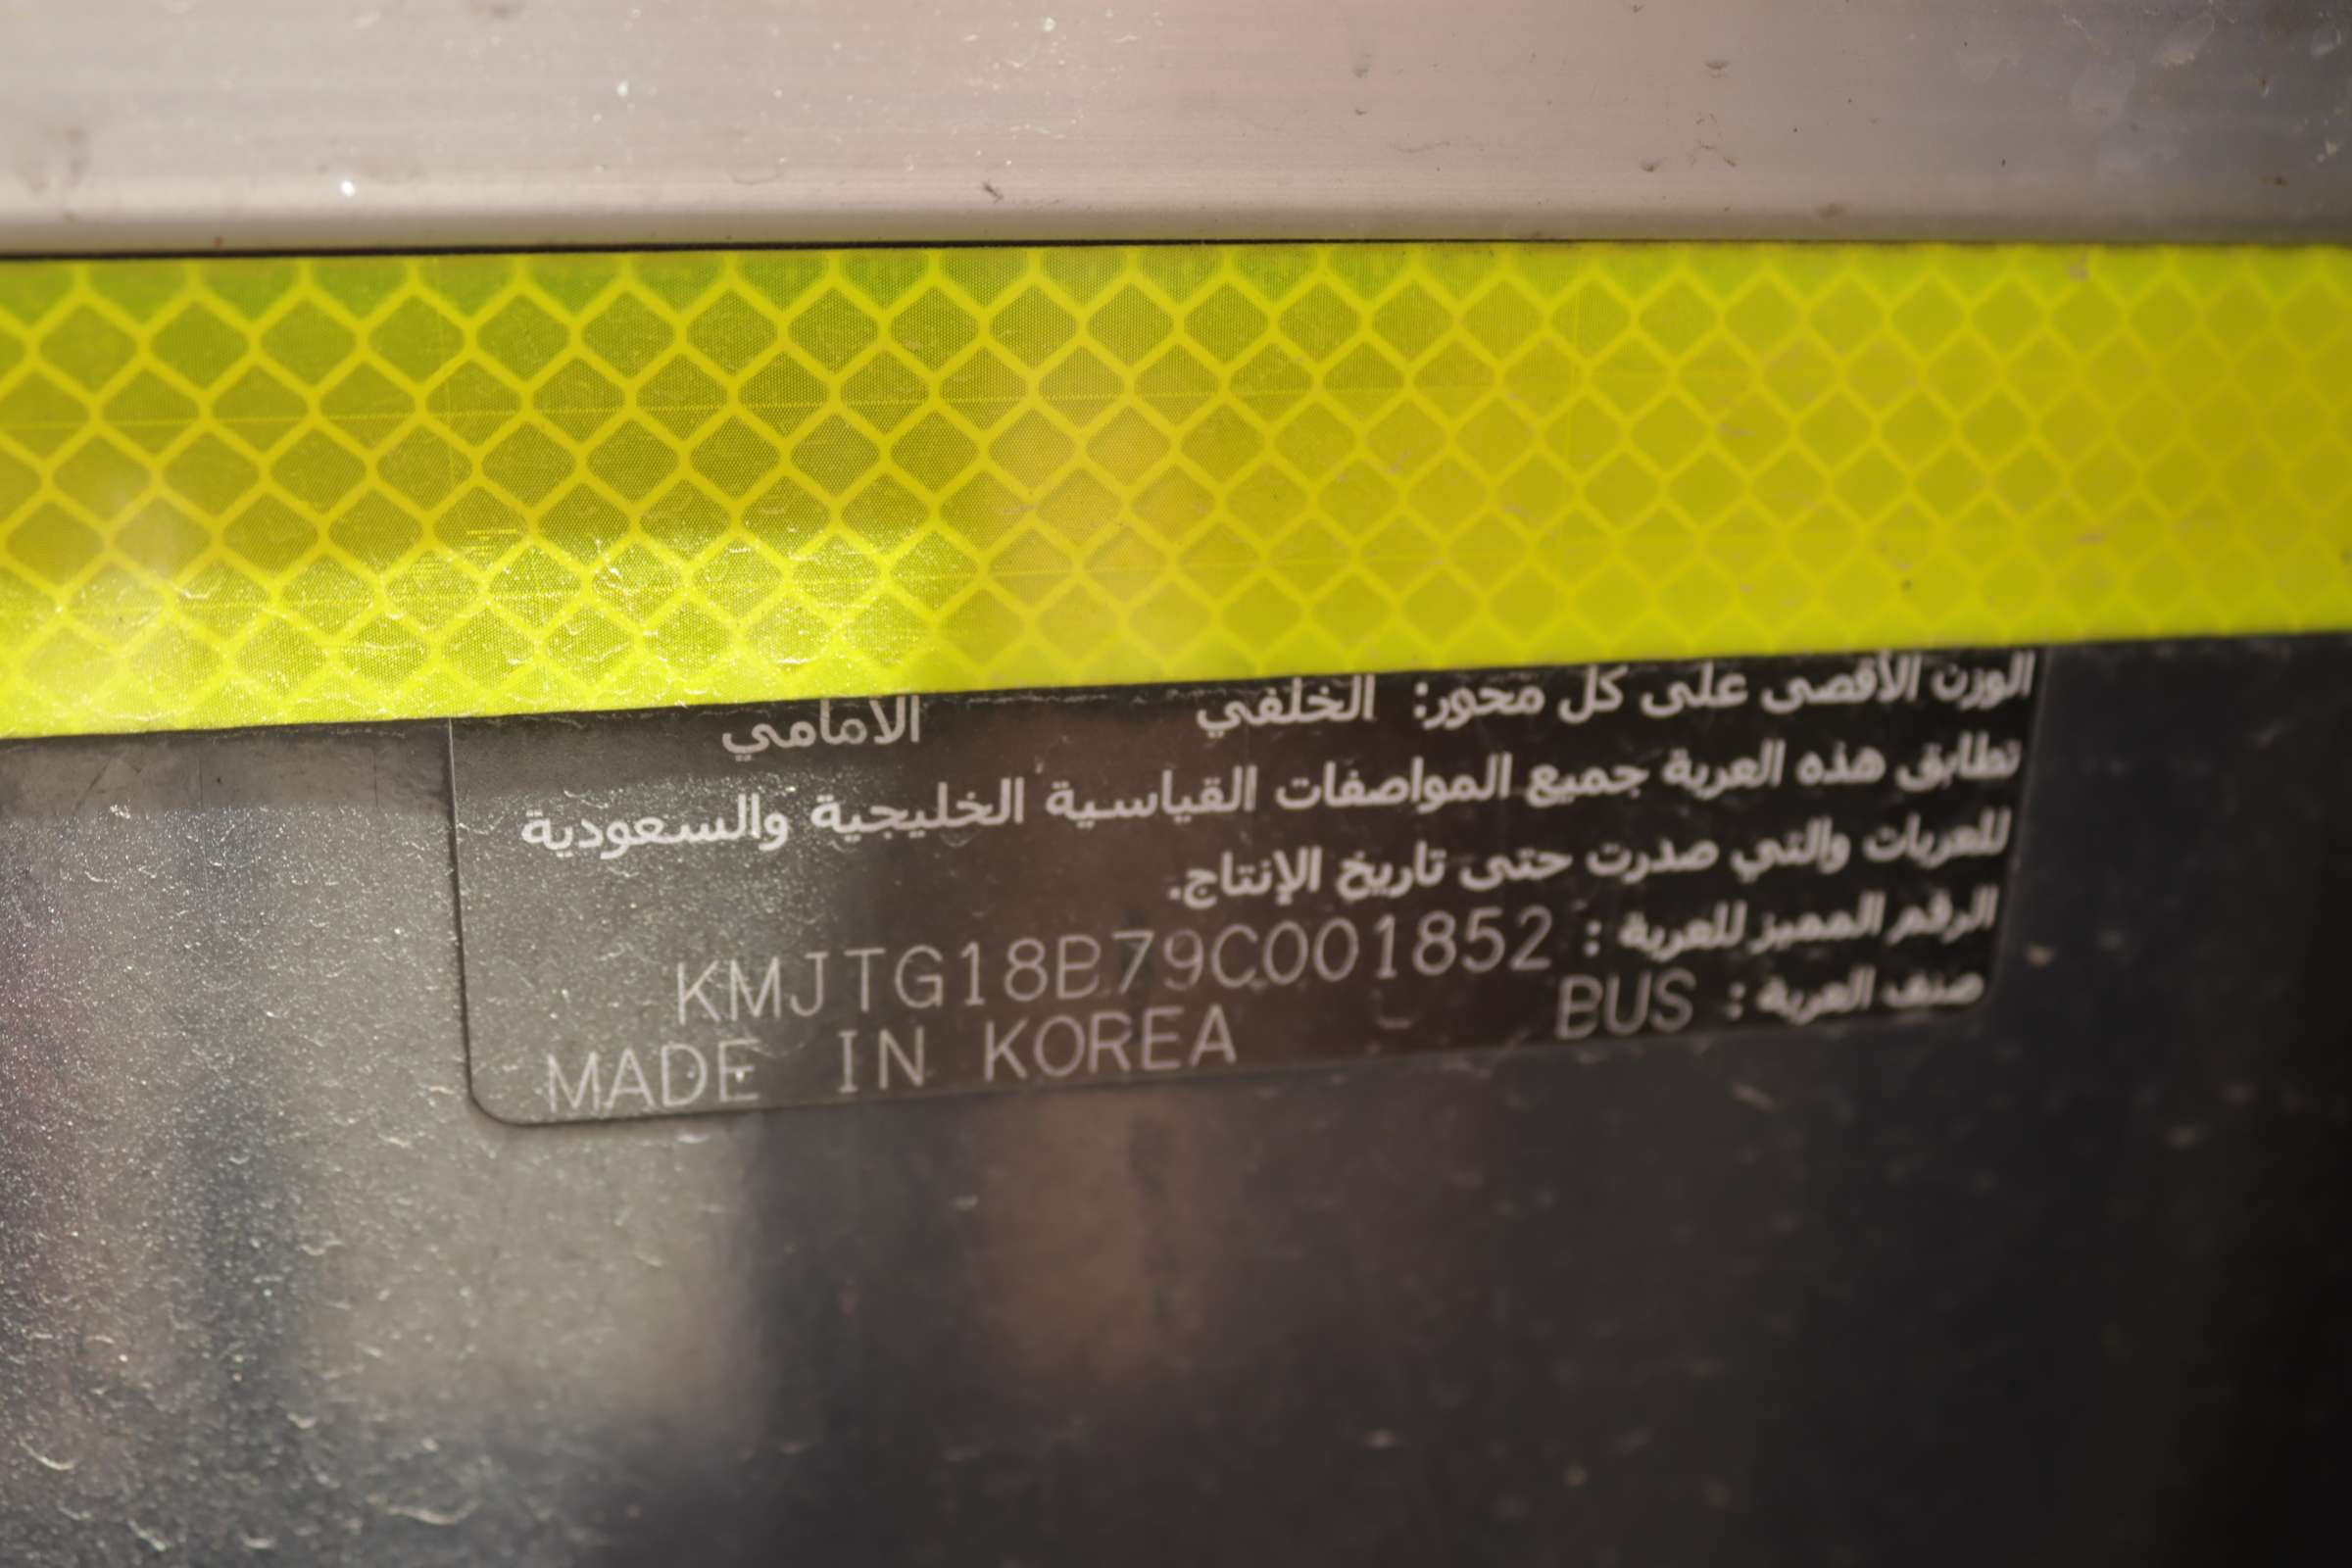 الوزن الأقصى على كل محور: الخلفي الأمامي
تطابق هذه العربة جميع المواصفات القياسية الخليجية والسعودية
للعربات والتي صدرت حتى تاريخ الإنتاج.
الرقم المميز للعربة : KMJTG18B79C001852
صنف العربة : BUS MADE IN KOREA